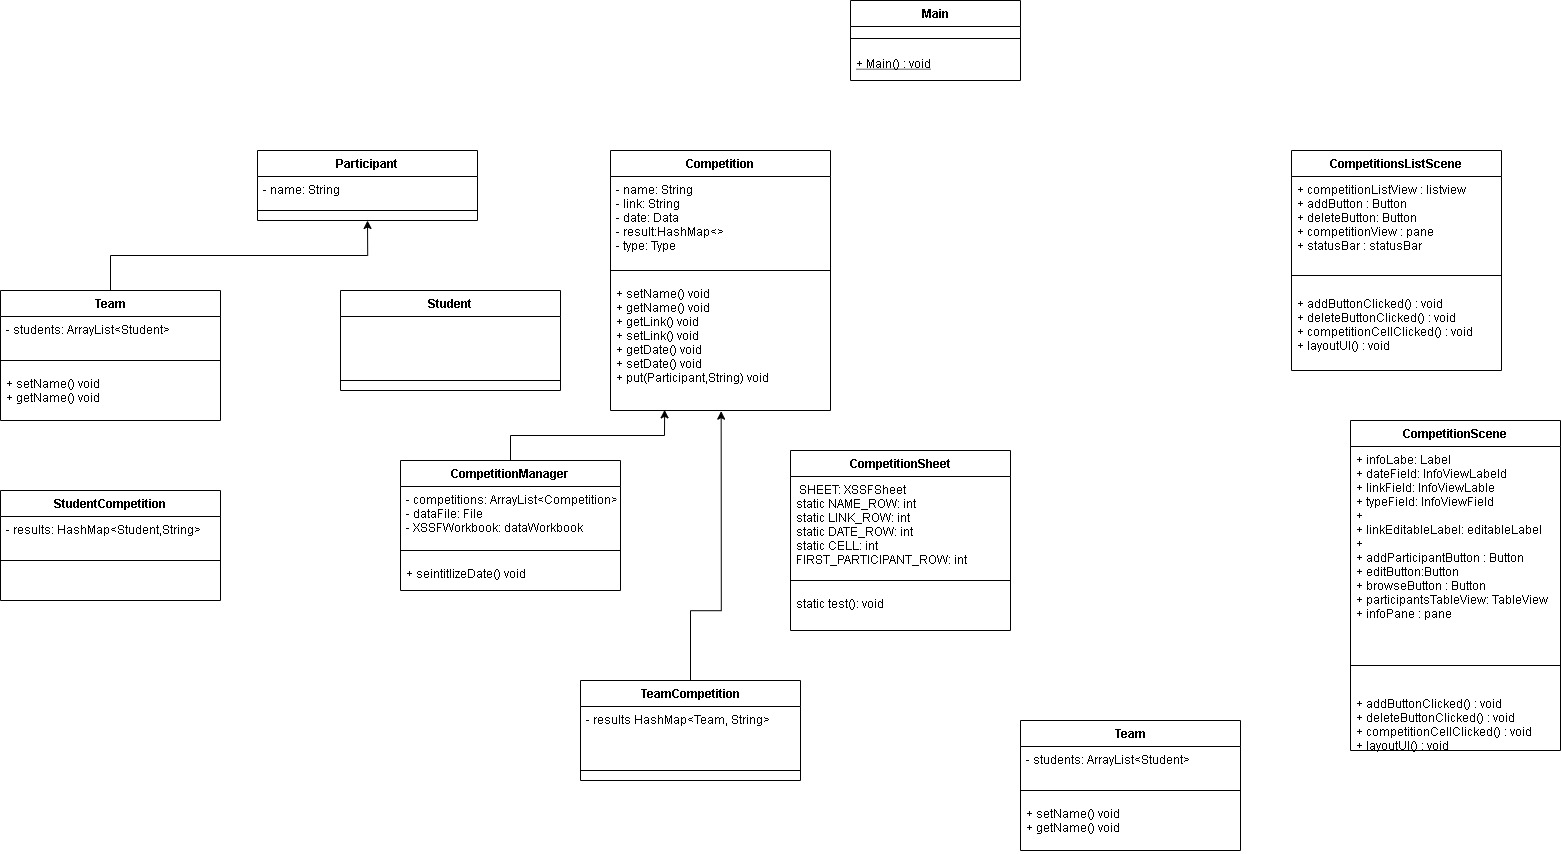 Main
+ Main() : void
Participant
- name: String
Competition
- name: String
- link: String
- date: Data
- result:HashMap<>
- type: Type
+ setName() void
+ getName() void
+ getLink() void
+ setLink() void
+ getDate() void
+ setDate() void
+ put(Participant,String) void
CompetitionsListScene
+ competitionListView : listview
+ addButton : Button
+ deleteButton: Button
+ competitionView : pane
+ statusBar : statusBar
+ addButtonClicked() : void
+ deleteButtonClicked() : void
+ competitionCellClicked() : void
+ layoutUI() : void
Team
- students: ArrayList<Student>
+ setName() void
+ getName() void
Student
CompetitionScene
+ infoLabe: Label
+ dateField: InfoViewLabeld
+ linkField: InfoViewLable
+ typeField: InfoViewField
+
+ linkEditableLabel: editableLabel
+
+ addParticipantButton : Button
+ editButton:Button
+ browseButton : Button
+ participantsTableView: TableView
+ infoPane : pane
+ addButtonClicked() : void
+ deleteButtonClicked() : void
+ competitionCellClicked() : void
+ layoutUI() : void
CompetitionManager
- competitions: ArrayList<Competition>
- dataFile: File
- XSSFWorkbook: dataWorkbook
+ seintitlizeDate() void
CompetitionSheet
SHEET: XSSFSheet
static NAME_ROW: int
static LINK_ROW: int
static DATE_ROW: int
static CELL: int
FIRST_PARTICIPANT_ROW: int
static test(): void
StudentCompetition
- results: HashMap<Student,String>
TeamCompetition
- results HashMap<Team, String>
Team
- students: ArrayList<Student>
+ setName() void
+ getName() void